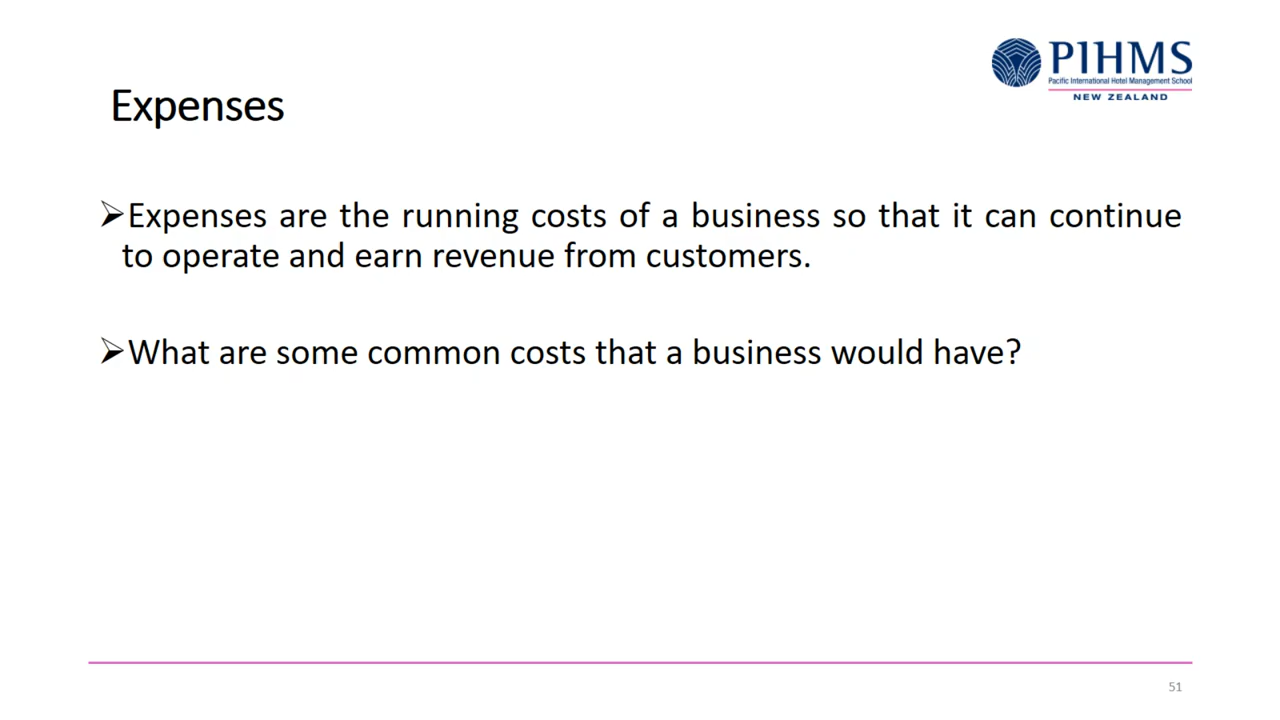 PIHMS
Pacific International Hotel Management School
NEW ZEALAND
Expenses
➢Expenses are the running costs of a business so that it can continue
to operate and earn revenue from customers.
➢What are some common costs that a business would have?
51